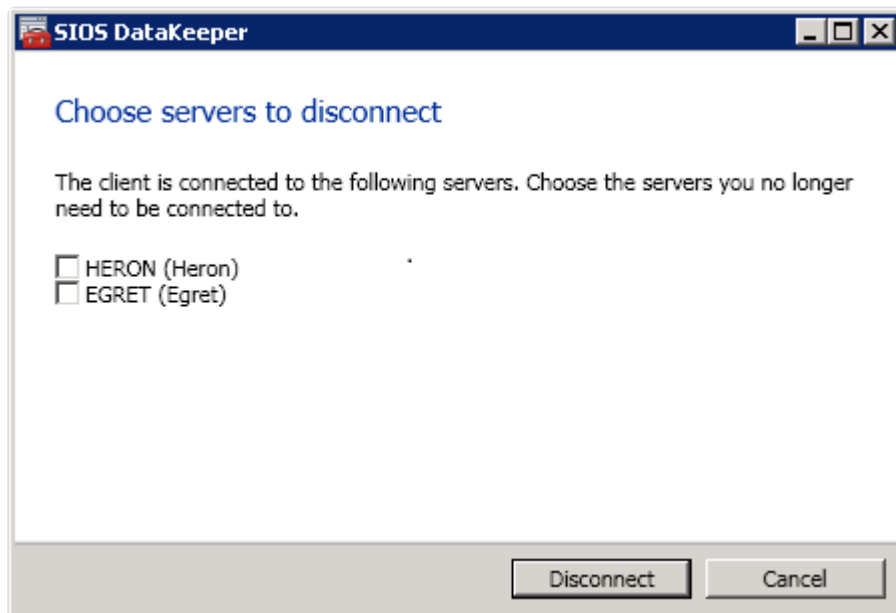 SIOS DataKeeper
Choose servers to disconnect
The client is connected to the following servers. Choose the servers you no longer
need to be connected to.
HERON (Heron)
EGRET (Egret)
Disconnect
Cancel